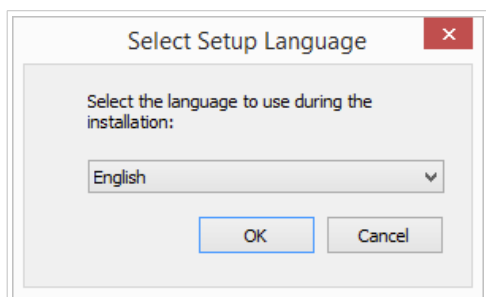 Select Setup Language
Select the language to use during the
installation:
English
OK
Cancel